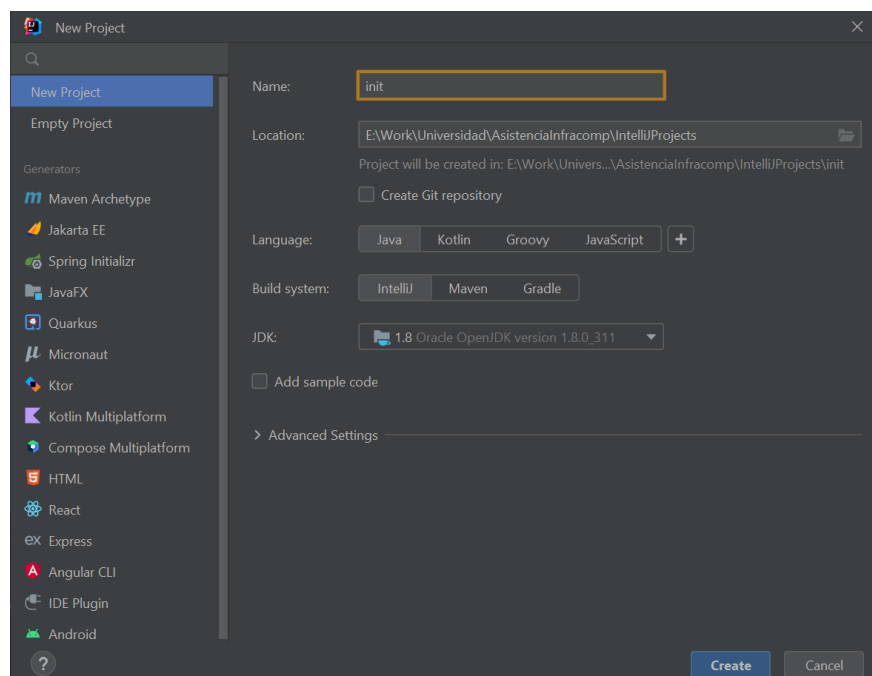 New Project
New Project
Empty Project
Generators
Maven Archetype
Jakarta EE
Spring Initializr
JavaFX
Quarkus
Micronaut
Ktor
Kotlin Multiplatform
Compose Multiplatform
HTML
React
Express
Angular CLI
IDE Plugin
Android
?
Name: init
Location: E:\Work\Universidad\AsistenciaInfracomp\IntelliJProjects
Project will be created in: E:\Work\Univers...\AsistenciaInfracomp\IntelliJProjects\init
Create Git repository
Language: Java Kotlin Groovy JavaScript +
Build system: IntelliJ Maven Gradle
JDK: 1.8 Oracle OpenJDK version 1.8.0_311
Add sample code
Advanced Settings
Create Cancel